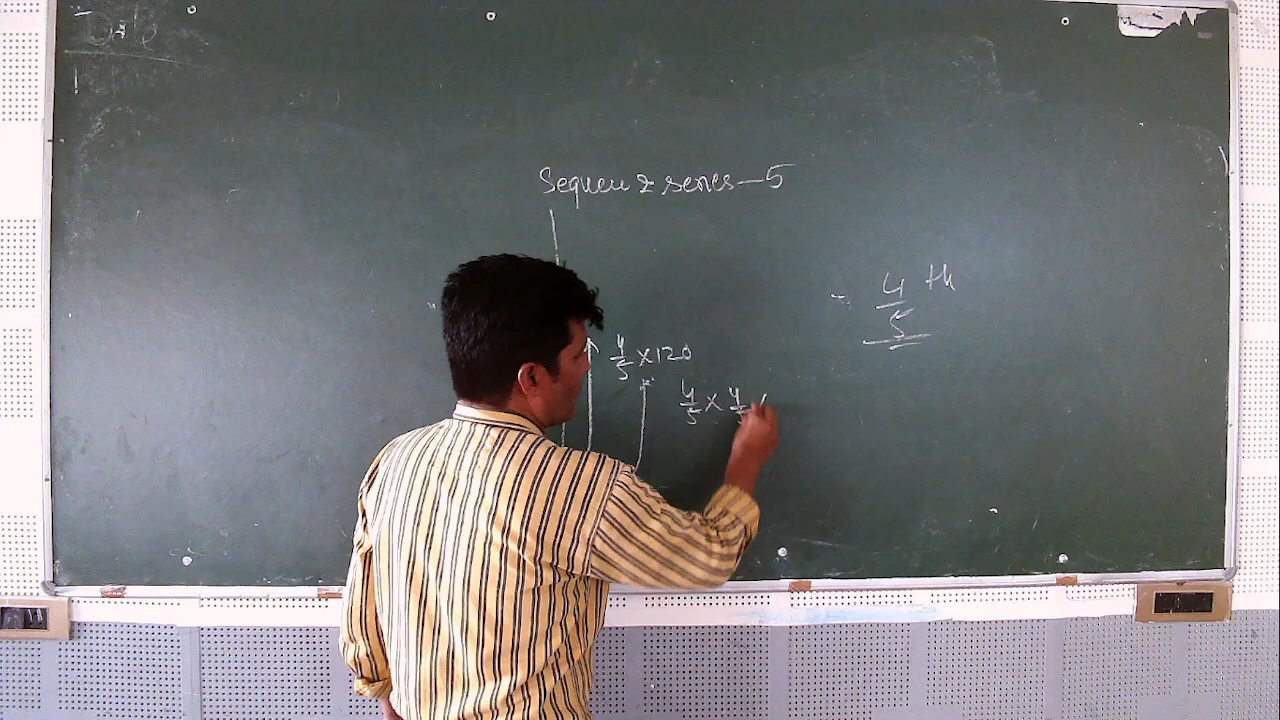 Sequen & series-5
= 4/5 th
4/5 x 120
4/5 x 4/5